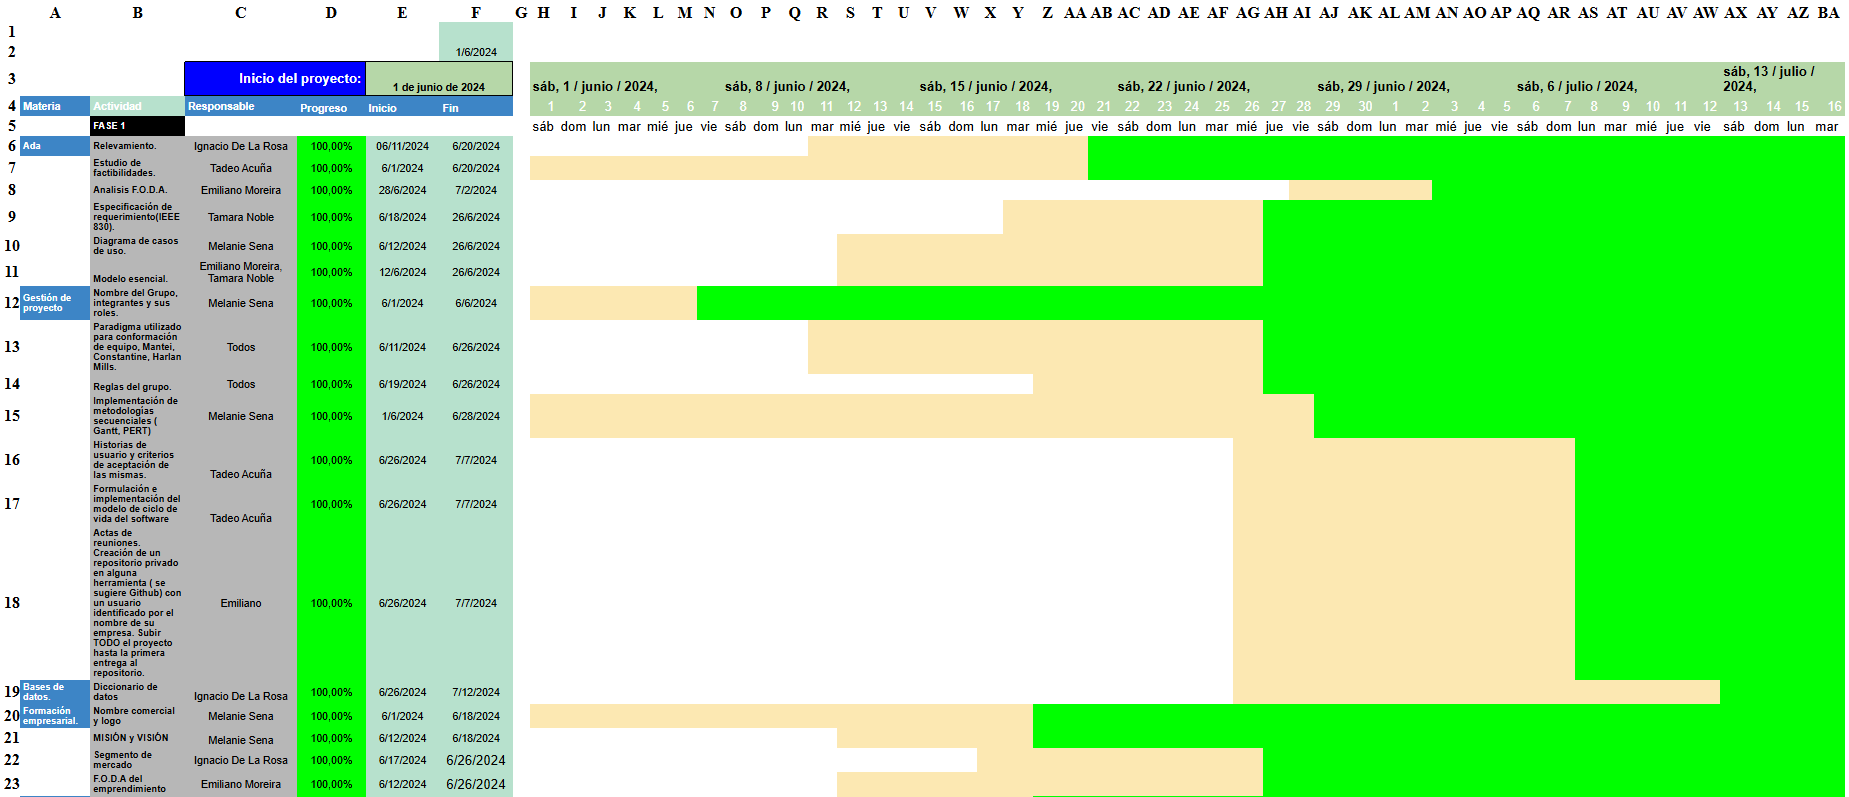 A B C D E F G H I J K L M N O P Q R S T U V W X Y Z AA AB AC AD AE AF AG AH AI AJ AK AL AM AN AO AP AQ AR AS AT AU AV AW AX AY AZ BA
1
2 1/6/2024
3 Inicio del proyecto: 1 de junio de 2024 sáb, 1 / junio / 2024, sáb, 8 / junio / 2024, sáb, 15 / junio / 2024, sáb, 22 / junio / 2024, sáb, 29 / junio / 2024, sáb, 6 / julio / 2024, sáb, 13 / julio /
2024,
4 Materia Actividad Responsable Progreso Inicio Fin 1 2 3 4 5 6 7 8 9 10 11 12 13 14 15 16 17 18 19 20 21 22 23 24 25 26 27 28 29 30 1 2 3 4 5 6 7 8 9 10 11 12 13 14 15 16
5 FASE 1 sáb dom lun mar mié jue vie sáb dom lun mar mié jue vie sáb dom lun mar mié jue vie sáb dom lun mar mié jue vie sáb dom lun mar mié jue vie sáb dom lun mar mié jue vie sáb dom lun mar
6 Ada Relevamiento. Ignacio De La Rosa 100,00% 06/11/2024 6/20/2024
7 Estudio de
factibilidades. Tadeo Acuña 100,00% 6/1/2024 6/20/2024
8 Analisis F.O.D.A. Emiliano Moreira 100,00% 28/6/2024 7/2/2024
9 Especificación de
requerimiento(IEEE
830). Tamara Noble 100,00% 6/18/2024 26/6/2024
10 Diagrama de casos
de uso. Melanie Sena 100,00% 6/12/2024 26/6/2024
11 Modelo esencial. Emiliano Moreira,
Tamara Noble 100,00% 12/6/2024 26/6/2024
12 Gestión de
proyecto Nombre del Grupo,
integrantes y sus
roles. Melanie Sena 100,00% 6/1/2024 6/6/2024
13 Paradigma utilizado
para conformación
de equipo, Mantei,
Constantine, Harlan
Mills. Todos 100,00% 6/11/2024 6/26/2024
14 Reglas del grupo. Todos 100,00% 6/19/2024 6/26/2024
15 Implementación de
metodologías
secuenciales (
Gantt, PERT) Melanie Sena 100,00% 1/6/2024 6/28/2024
16 Historias de
usuario y criterios
de aceptación de
las mismas. Tadeo Acuña 100,00% 6/26/2024 7/7/2024
17 Formulación e
implementación del
modelo de ciclo de
vida del software Tadeo Acuña 100,00% 6/26/2024 7/7/2024
18 Actas de
reuniones.
Creación de un
repositorio privado
en alguna
herramienta ( se
sugiere Github) con
un usuario
identificado por el
nombre de su
empresa. Subir
TODO el proyecto
hasta la primera
entrega al
repositorio. Emiliano 100,00% 6/26/2024 7/7/2024
19 Bases de
datos. Diccionario de
datos Ignacio De La Rosa 100,00% 6/26/2024 7/12/2024
20 Formación
empresarial. Nombre comercial
y logo Melanie Sena 100,00% 6/1/2024 6/18/2024
21 MISIÓN y VISIÓN Melanie Sena 100,00% 6/12/2024 6/18/2024
22 Segmento de
mercado Ignacio De La Rosa 100,00% 6/17/2024 6/26/2024
23 F.O.D.A del
emprendimiento Emiliano Moreira 100,00% 6/12/2024 6/26/2024